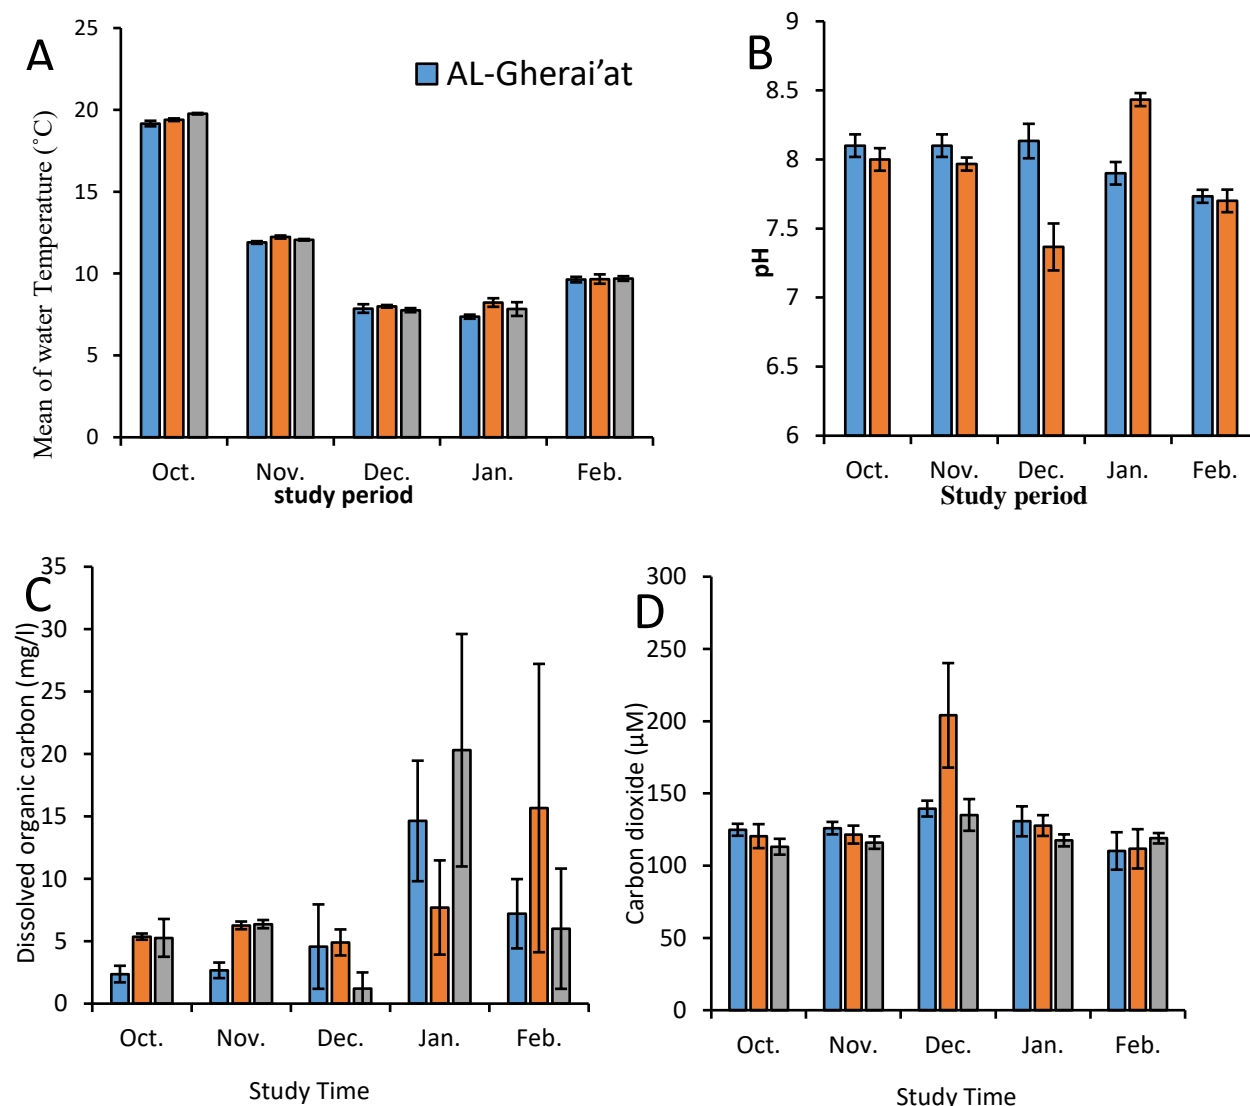 A
AL-Gherai’at
Mean of water Temperature (˚C)
25
20
15
10
5
0
Oct. Nov. Dec. Jan. Feb.
study period
B
pH
9
8.5
8
7.5
7
6.5
6
Oct. Nov. Dec. Jan. Feb.
Study period
C
Dissolved organic carbon (mg/l)
35
30
25
20
15
10
5
0
Oct. Nov. Dec. Jan. Feb.
Study Time
D
Carbon dioxide (µM)
300
250
200
150
100
50
0
Oct. Nov. Dec. Jan. Feb.
Study Time